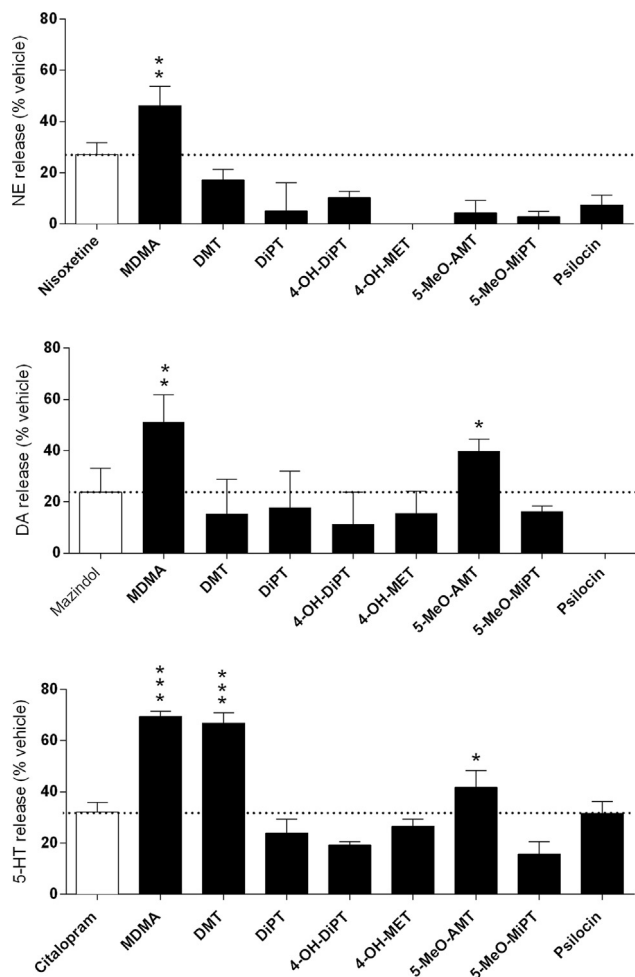 NE release (% vehicle)
80
60
40
20
0
**
Nisoxetine
MDMA
DMT
DiPT
4-OH-DiPT
4-OH-MET
5-MeO-AMT
5-MeO-MiPT
Psilocin
DA release (% vehicle)
80
60
40
20
0
**
*
Mazindol
MDMA
DMT
DiPT
4-OH-DiPT
4-OH-MET
5-MeO-AMT
5-MeO-MiPT
Psilocin
5-HT release (% vehicle)
80
60
40
20
0
***
***
*
Citalopram
MDMA
DMT
DiPT
4-OH-DiPT
4-OH-MET
5-MeO-AMT
5-MeO-MiPT
Psilocin